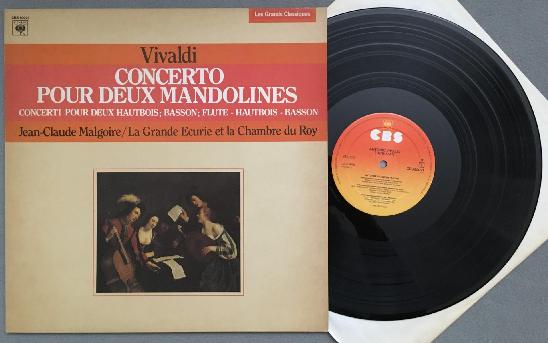 Les Grands Classiques
Vivaldi
CONCERTO
POUR DEUX MANDOLINES
CONCERTI POUR DEUX HAUTBOIS; BASSON; FLUTE - HAUTBOIS - BASSON
Jean-Claude Malgoire/La Grande Ecurie et la Chambre du Roy
CBS